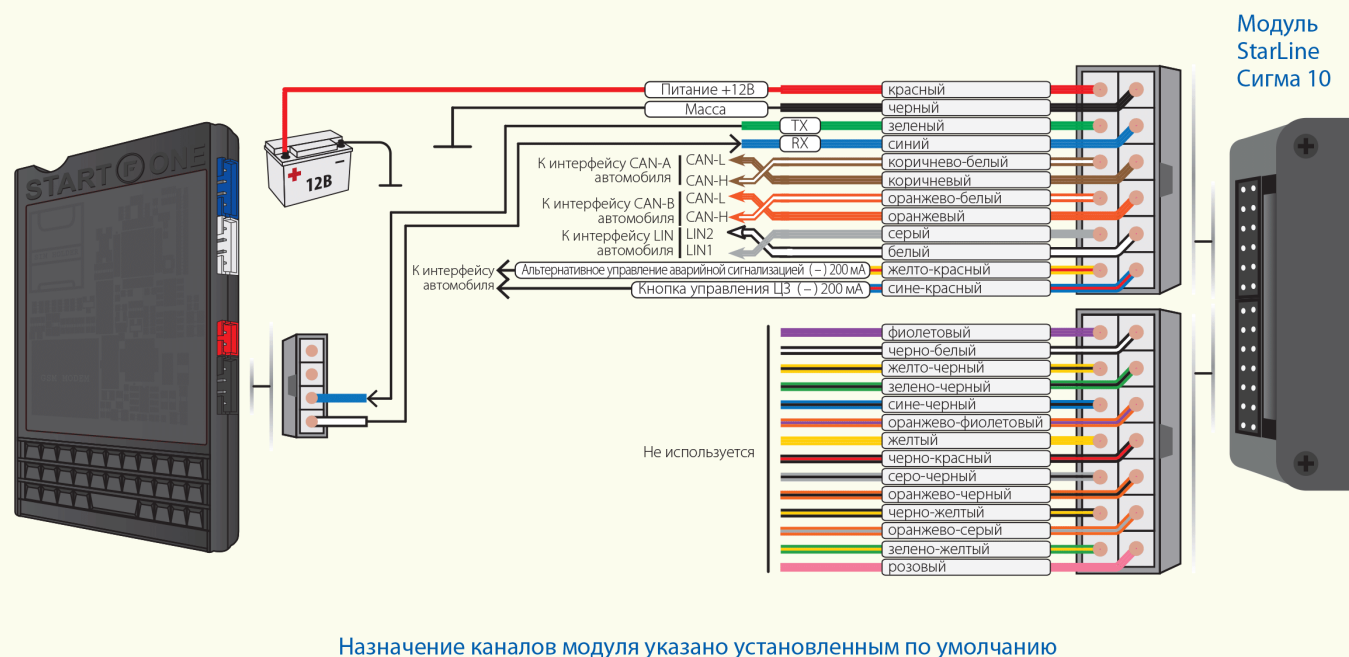 Модуль
StarLine
Сигма 10
START F ONE
12В
Питание +12В
красный
Масса
черный
TX
зеленый
RX
синий
К интерфейсу CAN-A
автомобиля
CAN-L
коричнево-белый
CAN-H
коричневый
К интерфейсу CAN-B
автомобиля
CAN-L
оранжево-белый
CAN-H
оранжевый
К интерфейсу LIN
автомобиля
LIN2
серый
LIN1
белый
К интерфейсу
автомобиля
Альтернативное управление аварийной сигнализацией (–) 200 мА
желто-красный
Кнопка управления ЦЗ (–) 200 мА
сине-красный
Не используется
фиолетовый
черно-белый
желто-черный
зелено-черный
сине-черный
оранжево-фиолетовый
желтый
черно-красный
серо-черный
оранжево-черный
черно-желтый
оранжево-серый
зелено-желтый
розовый
Назначение каналов модуля указано установленным по умолчанию